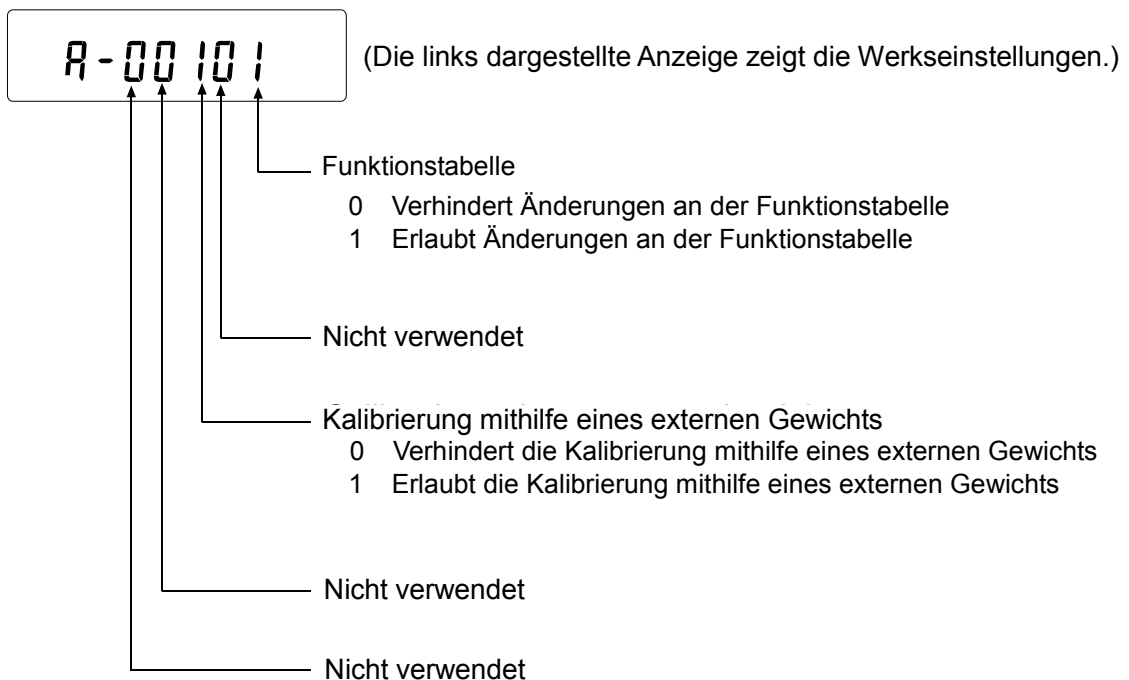 A-00101
(Die links dargestellte Anzeige zeigt die Werkseinstellungen.)
Funktionstabelle
0 Verhindert Änderungen an der Funktionstabelle
1 Erlaubt Änderungen an der Funktionstabelle
Nicht verwendet
Kalibrierung mithilfe eines externen Gewichts
0 Verhindert die Kalibrierung mithilfe eines externen Gewichts
1 Erlaubt die Kalibrierung mithilfe eines externen Gewichts
Nicht verwendet
Nicht verwendet